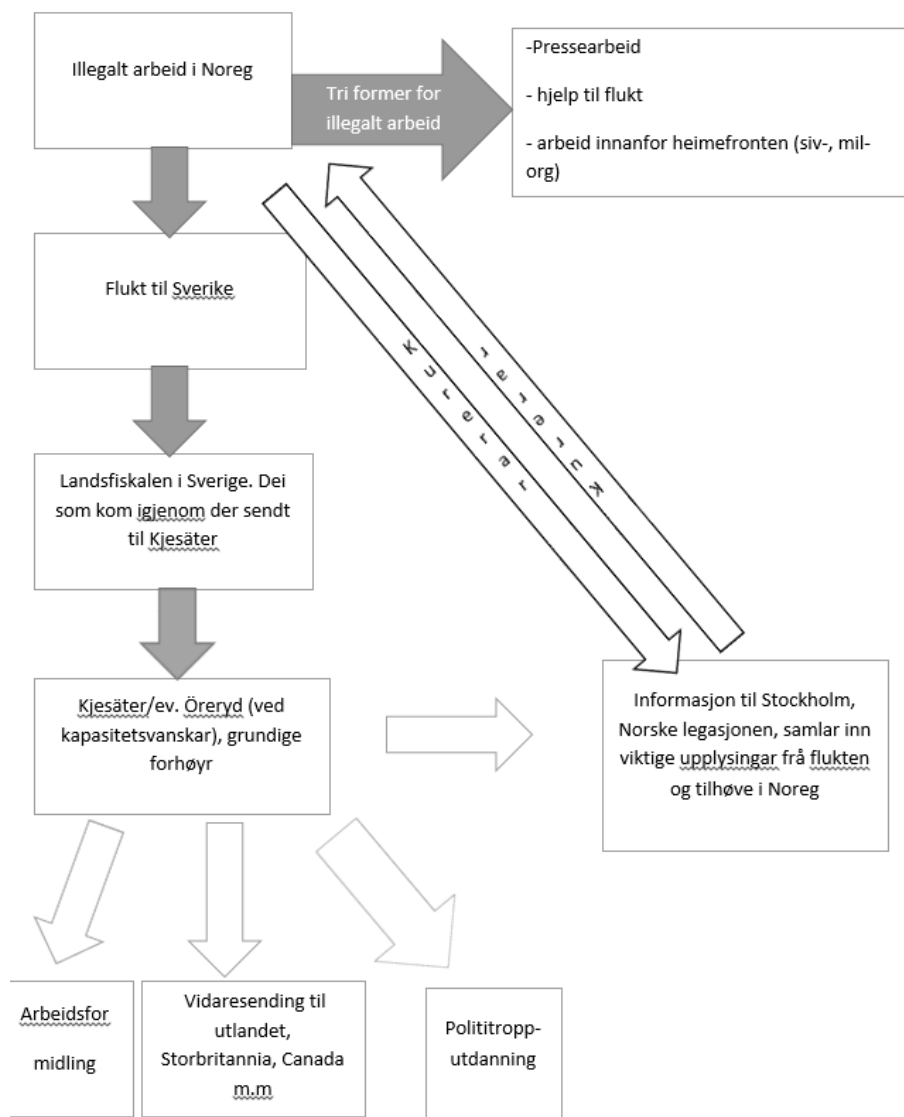 Illegalt arbeid i Noreg
Tri former for
illegalt arbeid
-Pressearbeid
- hjelp til flukt
- arbeid innanfor heimefronten (siv-, mil-
org)
Flukt til Sverike
Kurerar
Kurerar
Landsfiskalen i Sverige. Dei
som kom igjenom der sendt
til Kjesäter
Kjesäter/ev. Öreryd (ved
kapasitetsvanskar), grundige
forhøyr
Informasjon til Stockholm,
Norske legasjonen, samlar inn
viktige upplysingar frå flukten
og tilhøve i Noreg
Arbeidsfor
midling
Vidaresending til
utlandet,
Storbritannia, Canada
m.m
Polititropp-
utdanning